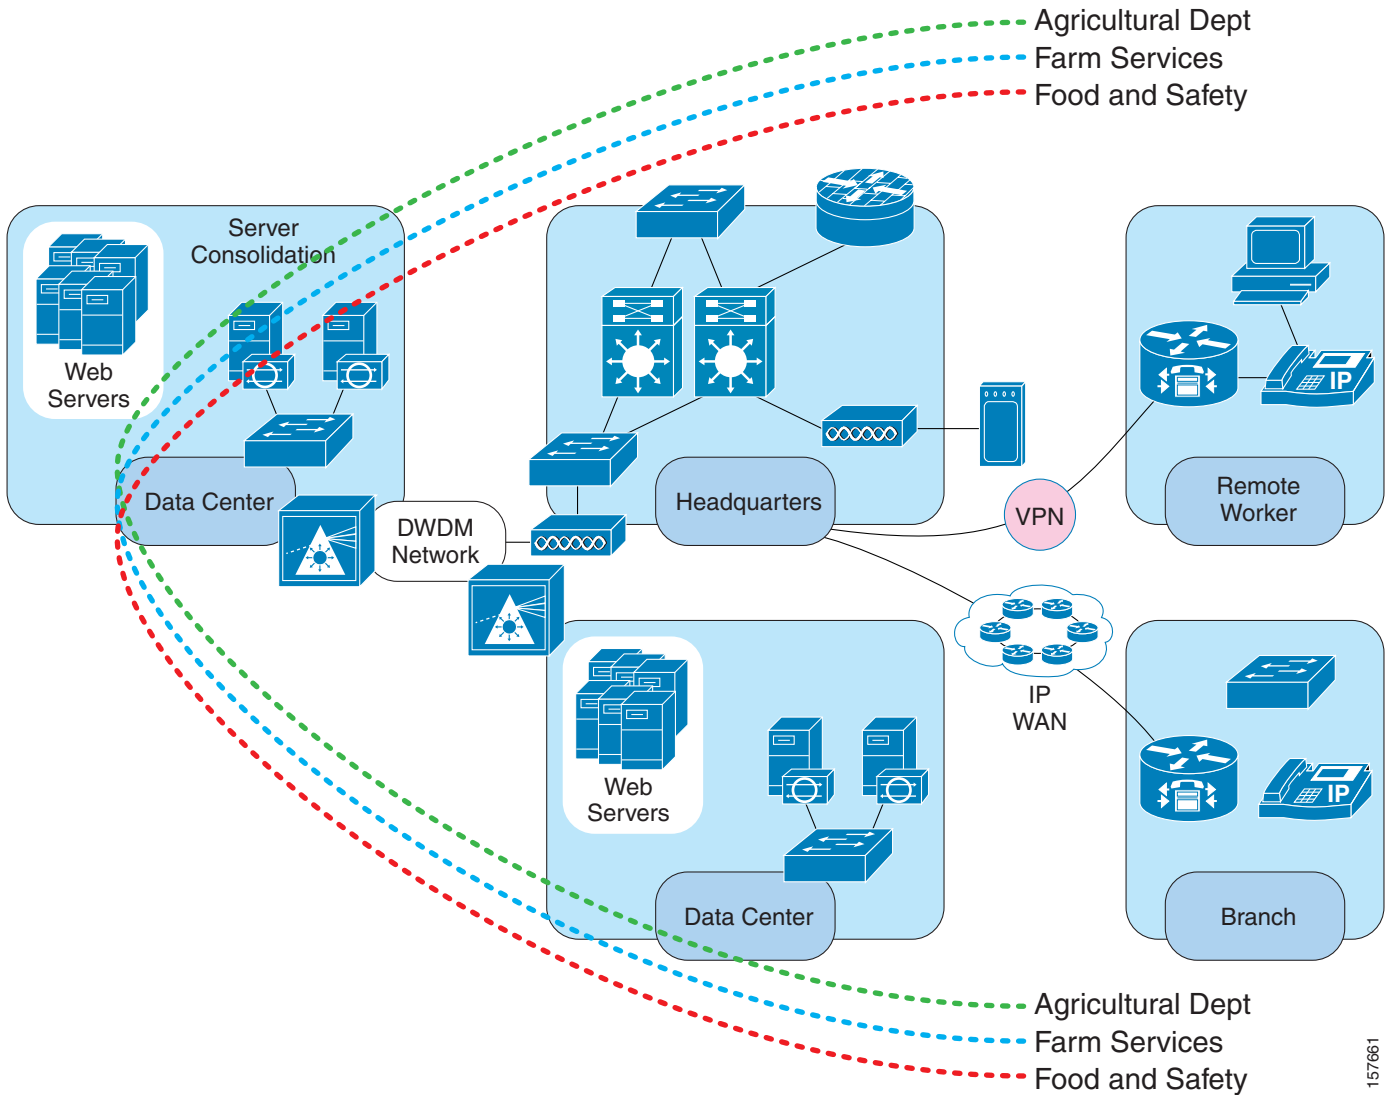 Agricultural Dept
Farm Services
Food and Safety
Server
Consolidation
Web
Servers
Data Center
DWDM
Network
Headquarters
VPN
IP
Remote
Worker
IP
WAN
Web
Servers
Data Center
IP
Branch
Agricultural Dept
Farm Services
Food and Safety
157661